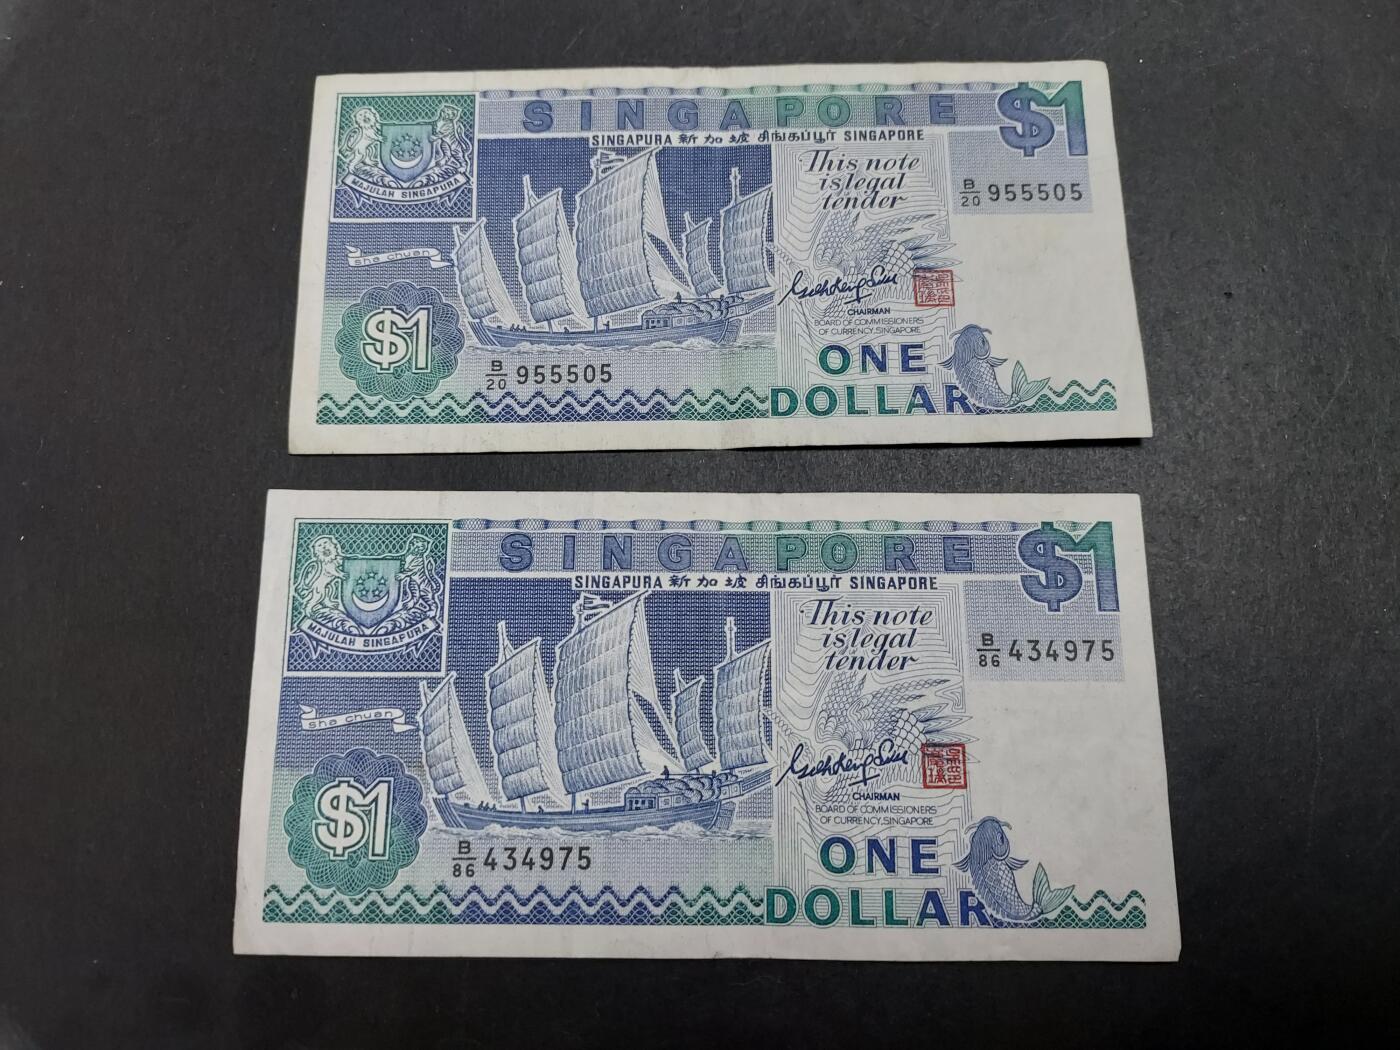 SINGAPORE
$1
SINGAPURA 新加坡 சிங்கப்பூர் SINGAPORE
MAJULAH SINGAPURA
This note
is legal
tender
B/20 955505
sha chuan
CHAIRMAN
BOARD OF COMMISSIONERS
OF CURRENCY, SINGAPORE
$1
B/20 955505
ONE
DOLLAR
SINGAPORE
$1
SINGAPURA 新加坡 சிங்கப்பூர் SINGAPORE
MAJULAH SINGAPURA
This note
is legal
tender
B/86 434975
sha chuan
CHAIRMAN
BOARD OF COMMISSIONERS
OF CURRENCY, SINGAPORE
$1
B/86 434975
ONE
DOLLAR